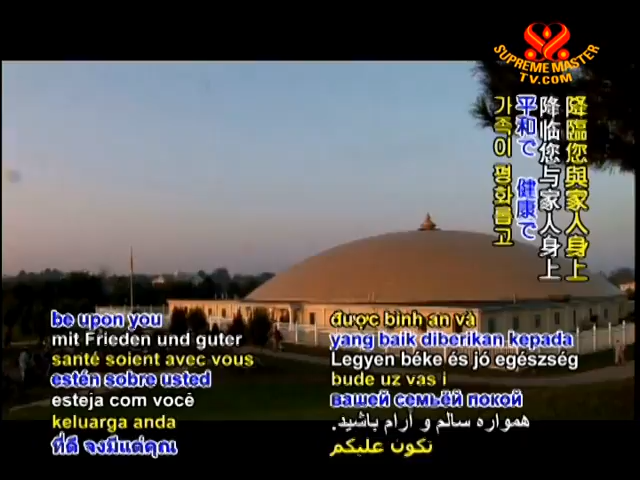 SUPREME MASTER
TV.COM
降臨您與家人身上
降临您与家人身上
平和で 健康で
가족이 평화롭고
be upon you
mit Frieden und guter
santé soient avec vous
estén sobre usted
esteja com você
keluarga anda
ที่ดี จงมีแด่คุณ
được bình an và
yang baik diberikan kepada
Legyen béke és jó egészség
bude uz vas i
вашей семьёй покой
همواره سالم و آرام باشید.
تكون عليكم